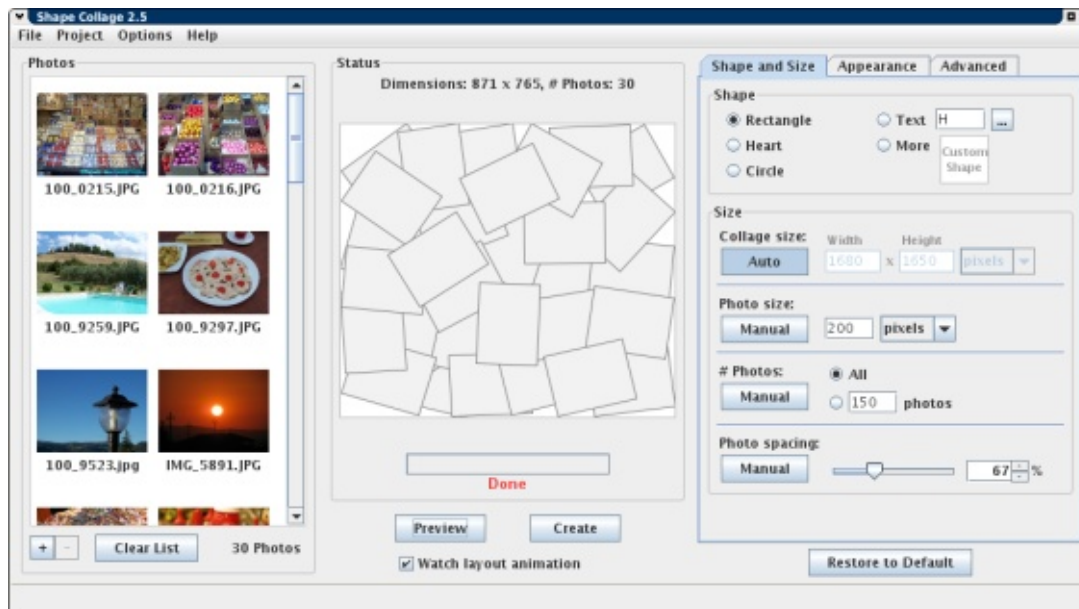 Shape Collage 2.5
File Project Options Help
Photos
100_0215.JPG 100_0216.JPG
100_9259.JPG 100_9297.JPG
100_9523.jpg IMG_5891.JPG
+ - Clear List 30 Photos
Status
Dimensions: 871 x 765, # Photos: 30
Done
Preview Create
Watch layout animation
Shape and Size Appearance Advanced
Shape
Rectangle Text H ...
Heart More Custom Shape
Circle
Size
Collage size: Width Height
Auto 1680 x 1650 pixels
Photo size:
Manual 200 pixels
# Photos: All
Manual 150 photos
Photo spacing:
Manual 67 %
Restore to Default